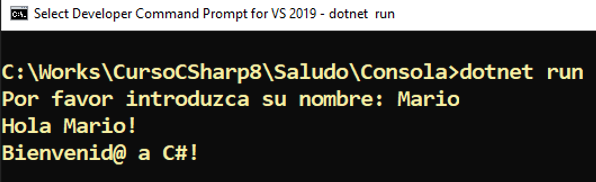 Select Developer Command Prompt for VS 2019 - dotnet run
C:\Works\CursoCSharp8\Saludo\Consola>dotnet run
Por favor introduzca su nombre: Mario
Hola Mario!
Bienvenid@ a C#!